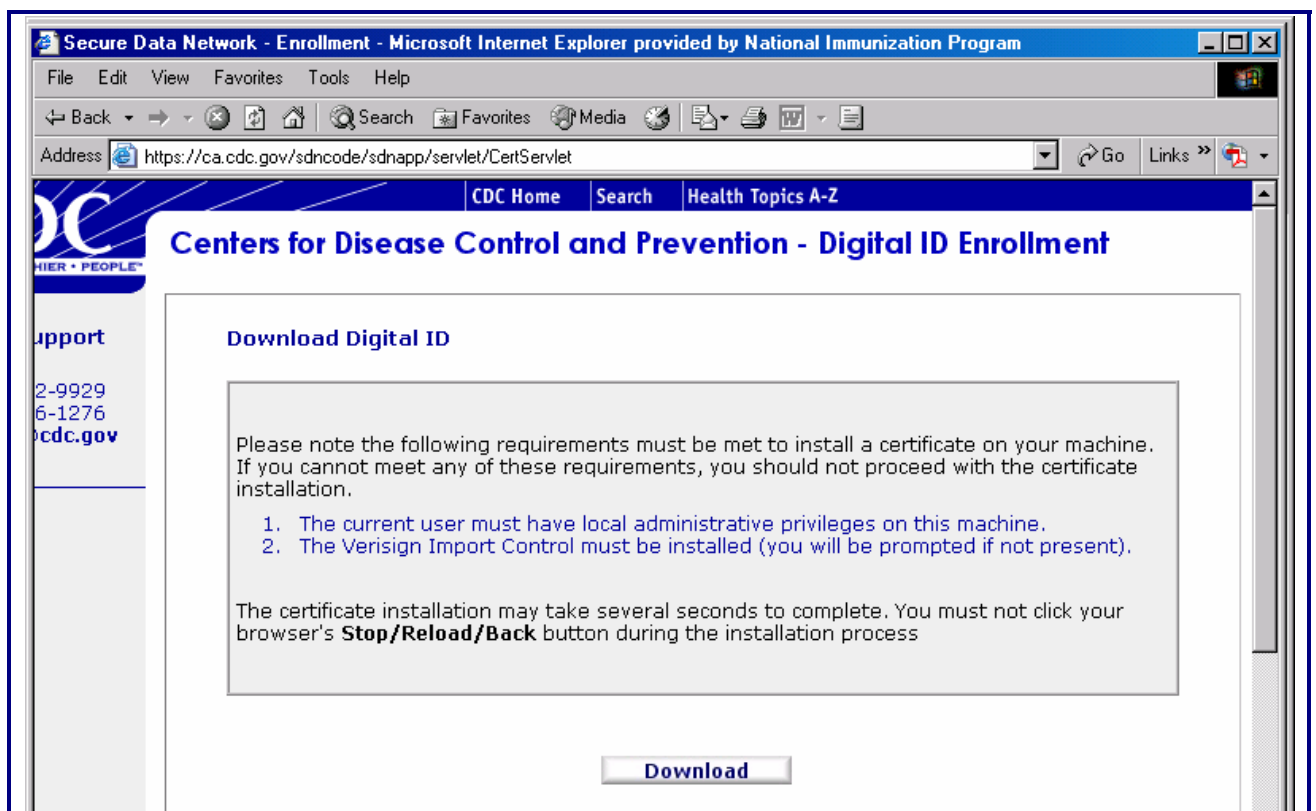 Secure Data Network - Enrollment - Microsoft Internet Explorer provided by National Immunization Program
File Edit View Favorites Tools Help
Back Search Favorites Media
Address https://ca.cdc.gov/sdncode/sdnapp/servlet/CertServlet Go Links »
CDC Home Search Health Topics A-Z
Centers for Disease Control and Prevention - Digital ID Enrollment
PEOPLE™
Download Digital ID
2-9929
6-1276
cdc.gov
Please note the following requirements must be met to install a certificate on your machine.
If you cannot meet any of these requirements, you should not proceed with the certificate
installation.
1. The current user must have local administrative privileges on this machine.
2. The Verisign Import Control must be installed (you will be prompted if not present).
The certificate installation may take several seconds to complete. You must not click your
browser's Stop/Reload/Back button during the installation process
Download